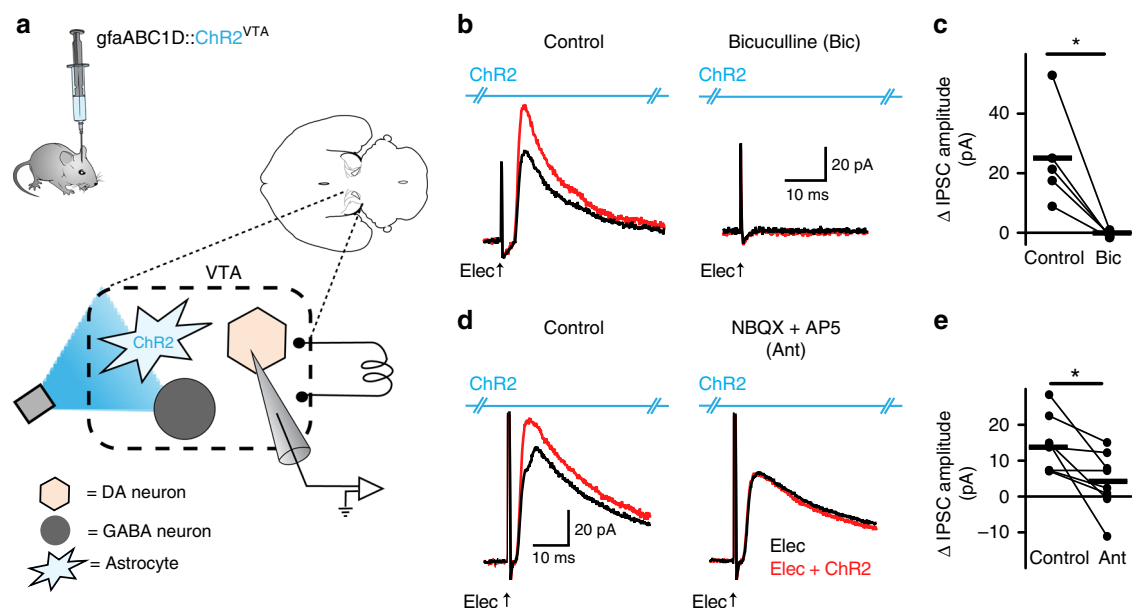 a
gfaABC1D::ChR2VTA
VTA
ChR2
= DA neuron
= GABA neuron
= Astrocyte
b
Control
Bicuculline (Bic)
ChR2
ChR2
20 pA
10 ms
Elec↑
Elec↑
c
*
Δ IPSC amplitude
(pA)
40
20
0
Control
Bic
d
Control
NBQX + AP5
(Ant)
ChR2
ChR2
20 pA
10 ms
Elec
Elec + ChR2
Elec ↑
Elec ↑
e
*
Δ IPSC amplitude
(pA)
20
10
0
−10
Control
Ant